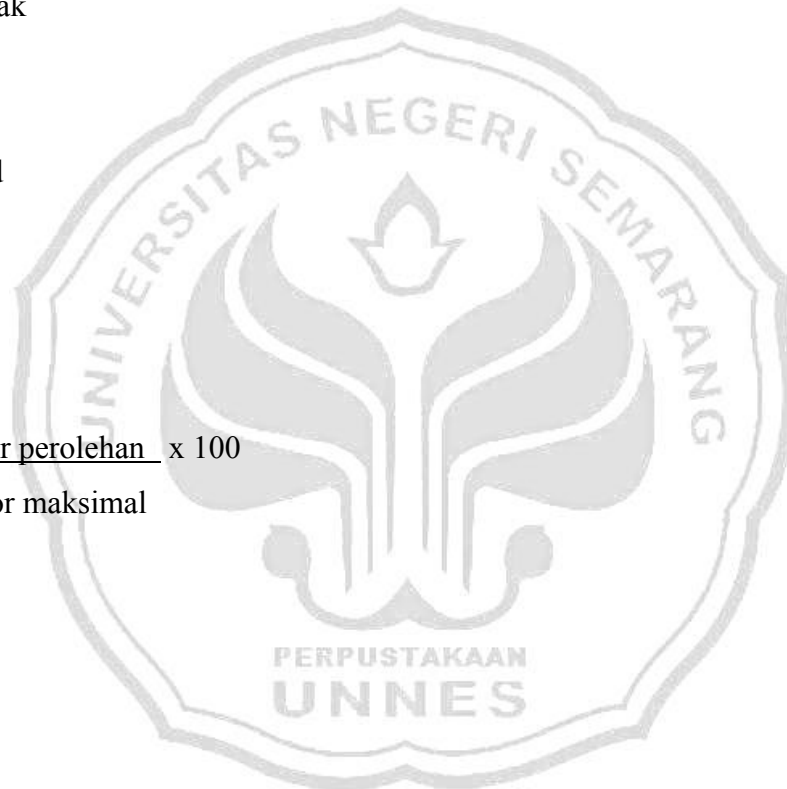 ak
UNIVERSITAS NEGERI SEMARANG
r perolehan x 100
or maksimal
PERPUSTAKAAN
UNNES